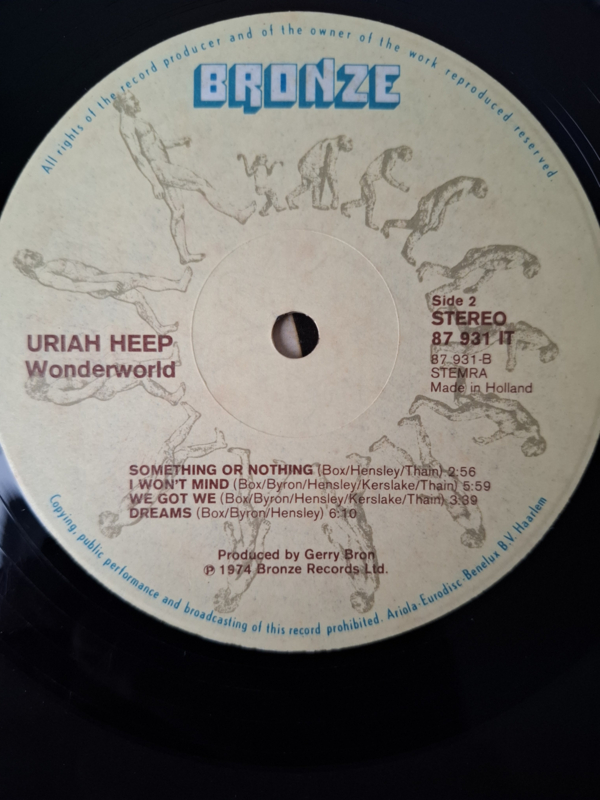 All rights of the record producer and of the owner of the work reproduced reserved.
BRONZE
URIAH HEEP
Wonderworld
Side 2
STEREO
87 931 IT
87 931-B
STEMRA
Made in Holland
SOMETHING OR NOTHING (Box/Hensley/Thain) 2:56
I WON'T MIND (Box/Byron/Hensley/Kerslake/Thain) 5:59
WE GOT WE (Box/Byron/Hensley/Kerslake/Thain) 3:39
DREAMS (Box/Byron/Hensley) 6:10
Produced by Gerry Bron
℗ 1974 Bronze Records Ltd.
Copying, public performance and broadcasting of this record prohibited. Ariola-Eurodisc-Benelux B.V. Haarlem